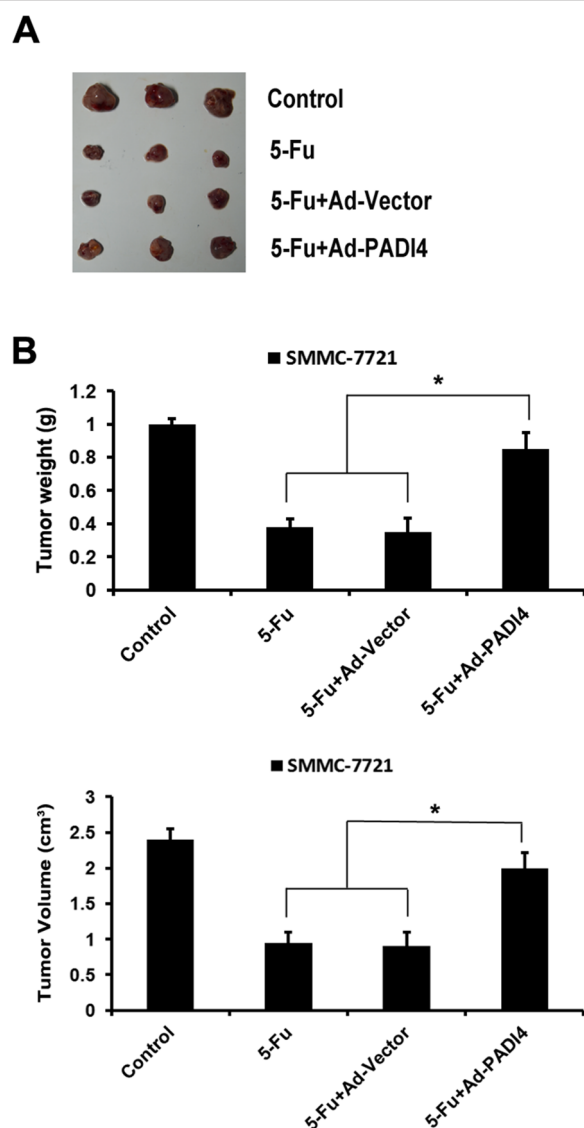 A
Control
5-Fu
5-Fu+Ad-Vector
5-Fu+Ad-PADI4
B
SMMC-7721
*
Tumor weight (g)
1.2
1
0.8
0.6
0.4
0.2
0
Control
5-Fu
5-Fu+Ad-Vector
5-Fu+Ad-PADI4
SMMC-7721
*
Tumor Volume (cm³)
3
2.5
2
1.5
1
0.5
0
Control
5-Fu
5-Fu+Ad-Vector
5-Fu+Ad-PADI4